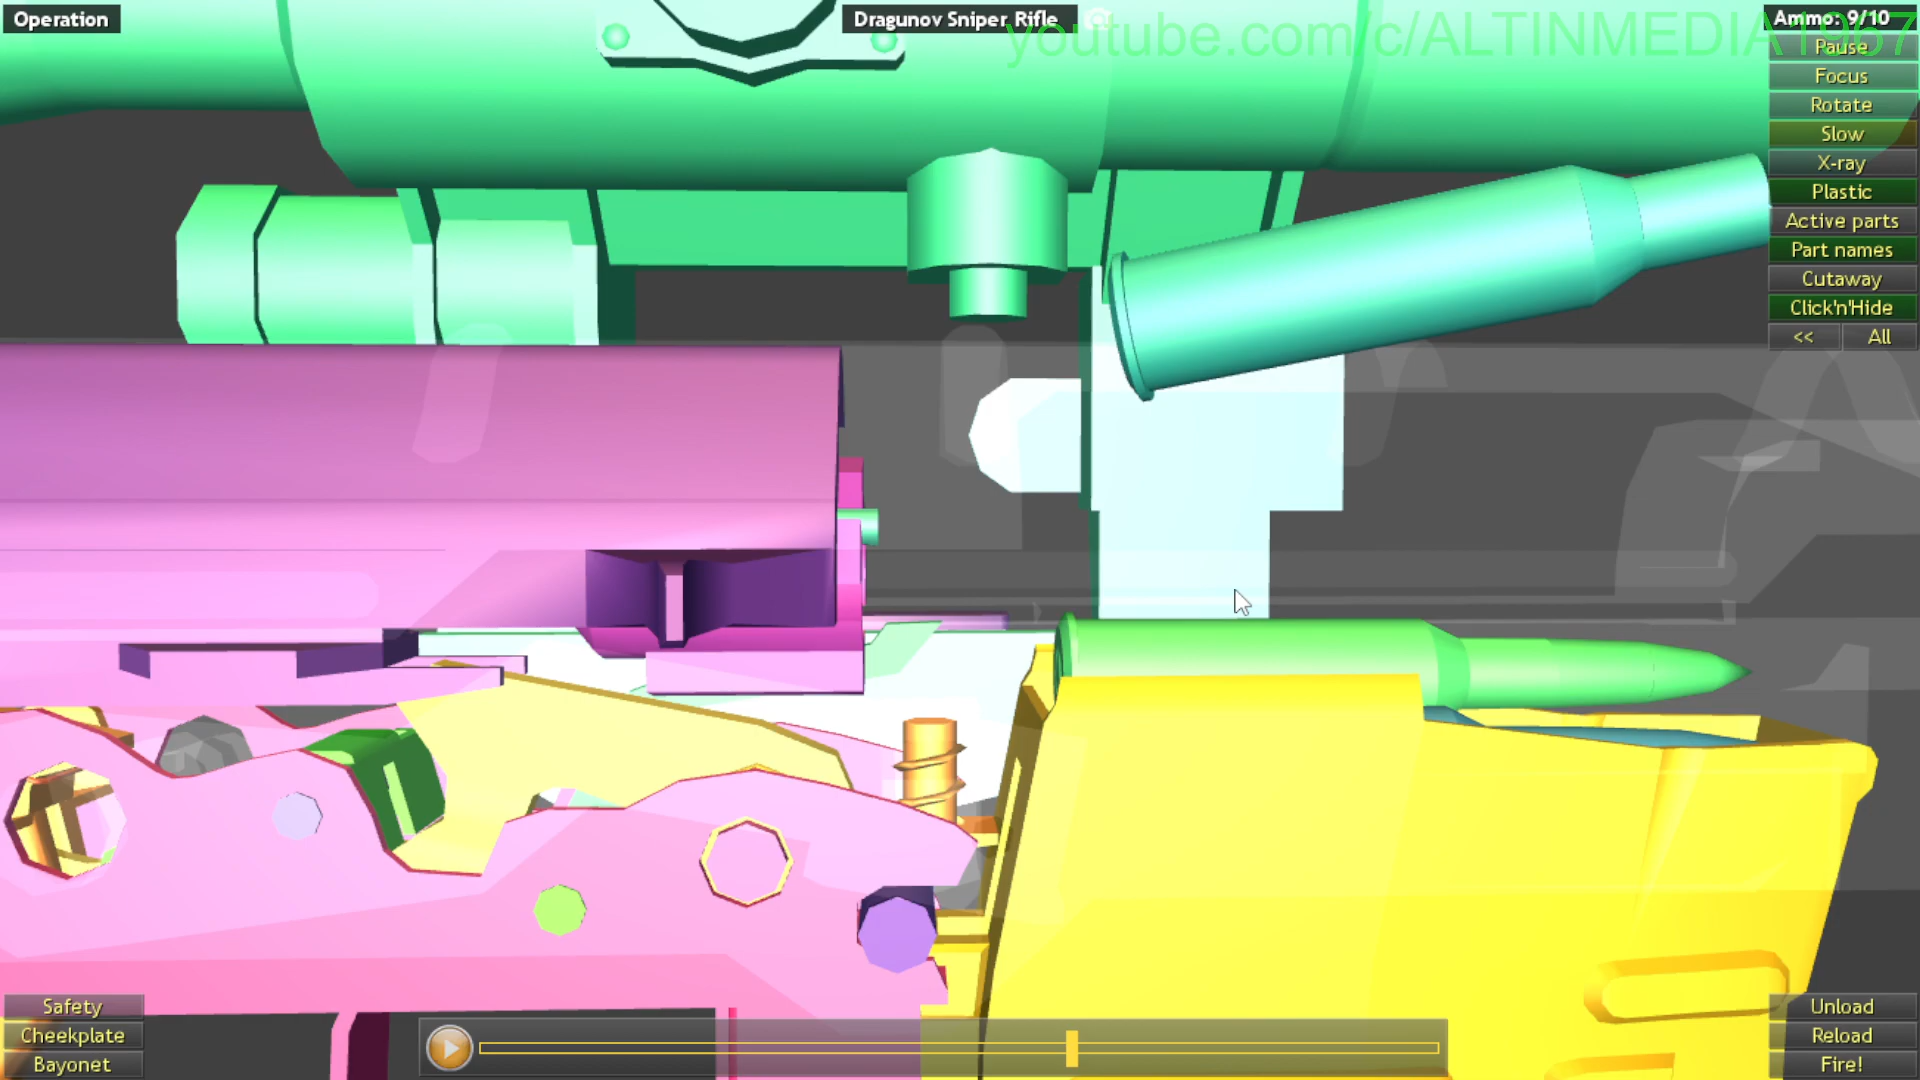 Operation
Dragunov Sniper Rifle
Ammo: 9/10
youtube.com/c/ALTINMEDIA1967
Pause
Focus
Rotate
Slow
X-ray
Plastic
Active parts
Part names
Cutaway
Click'n'Hide
<< All
Safety
Cheekplate
Bayonet
Unload
Reload
Fire!